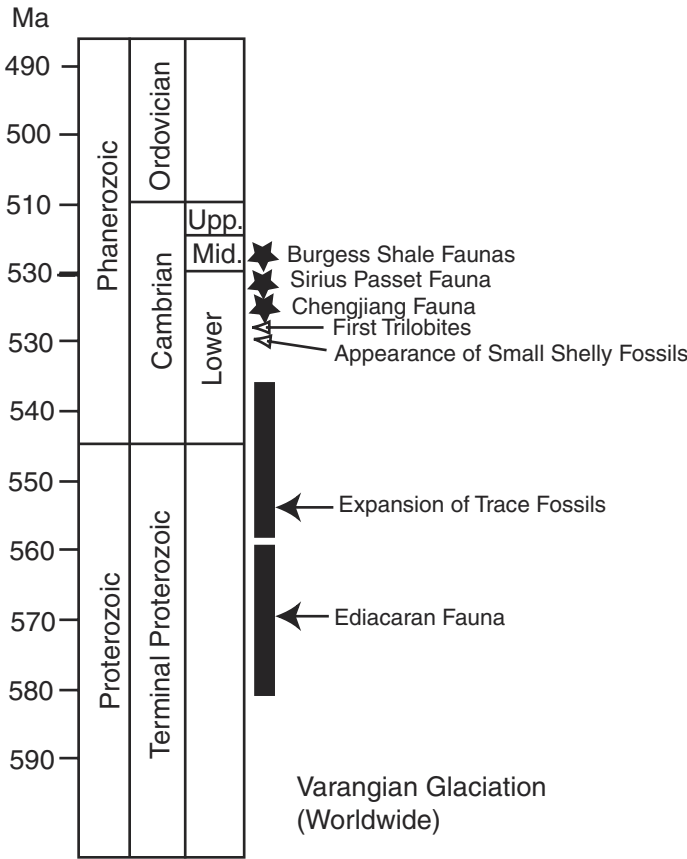 Ma
490
500
510
530
530
540
550
560
570
580
590
Phanerozoic
Proterozoic
Ordovician
Cambrian
Terminal Proterozoic
Upp.
Mid.
Lower
Burgess Shale Faunas
Sirius Passet Fauna
Chengjiang Fauna
First Trilobites
Appearance of Small Shelly Fossils
Expansion of Trace Fossils
Ediacaran Fauna
Varangian Glaciation
(Worldwide)